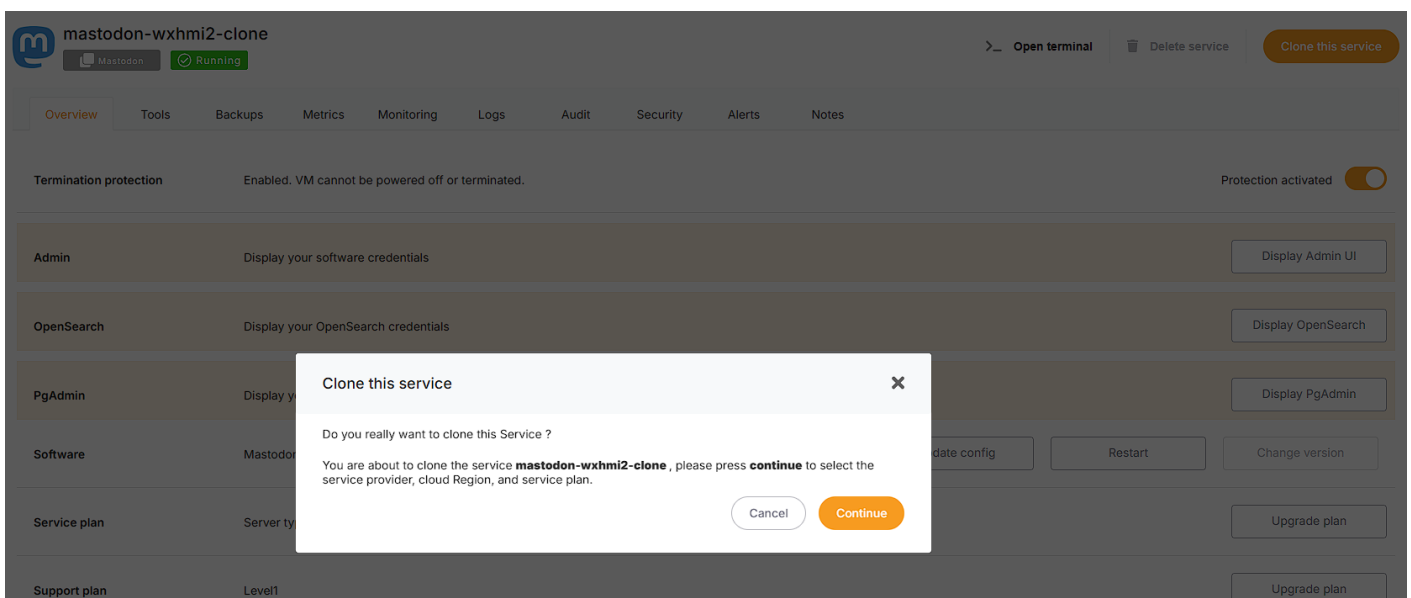 mastodon-wxhmi2-clone
Mastodon Running
Open terminal Delete service Clone this service
Overview Tools Backups Metrics Monitoring Logs Audit Security Alerts Notes
Termination protection Enabled. VM cannot be powered off or terminated. Protection activated
Admin Display your software credentials Display Admin UI
OpenSearch Display your OpenSearch credentials Display OpenSearch
PgAdmin Display Display PgAdmin
Clone this service
Do you really want to clone this Service ?
You are about to clone the service mastodon-wxhmi2-clone , please press continue to select the
service provider, cloud Region, and service plan.
Cancel Continue
Software Mastodon config Restart Change version
Service plan Server Upgrade plan
Support plan Level1 Upgrade plan